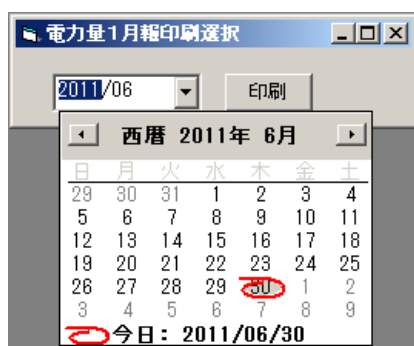 電力量1月報印刷選択
2011/06
印刷
西暦 2011年 6月
日 月 火 水 木 金 土
29 30 31 1 2 3 4
5 6 7 8 9 10 11
12 13 14 15 16 17 18
19 20 21 22 23 24 25
26 27 28 29 30 1 2
3 4 5 6 7 8 9
今日: 2011/06/30